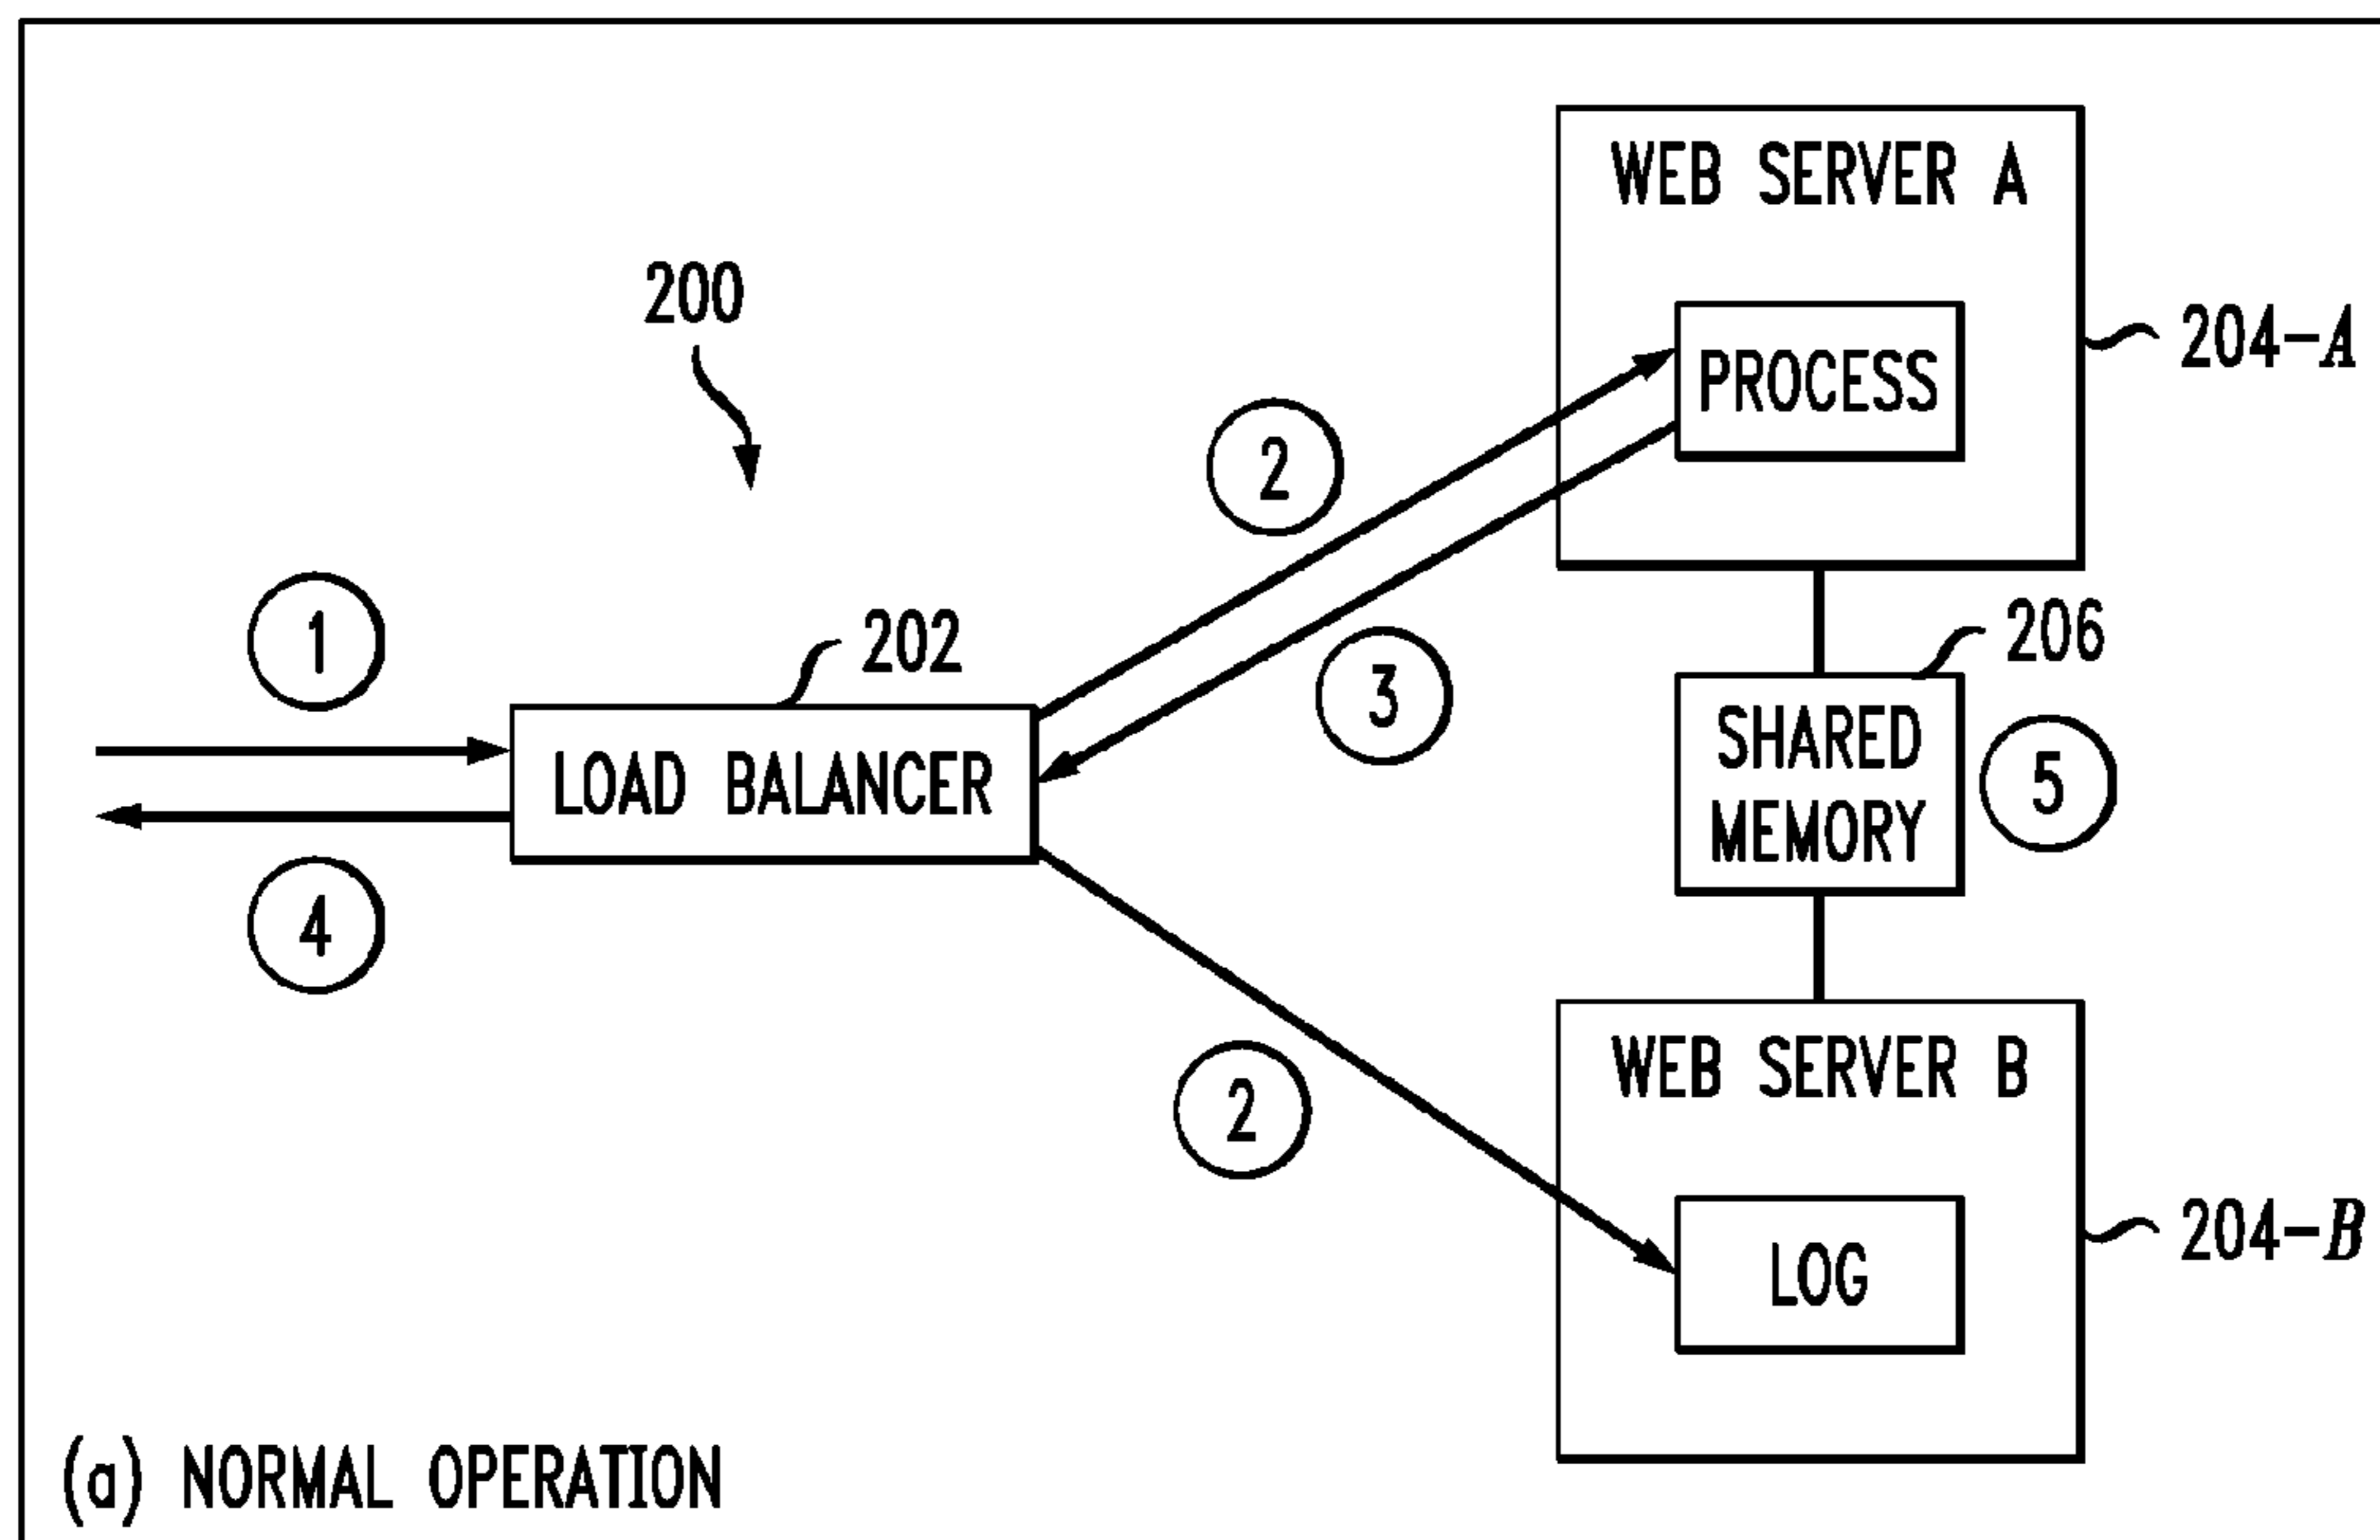 WEB SERVER A
200
PROCESS
204-A
2
1
202
3
206
LOAD BALANCER
SHARED
MEMORY
5
4
2
WEB SERVER B
LOG
204-B
(a) NORMAL OPERATION